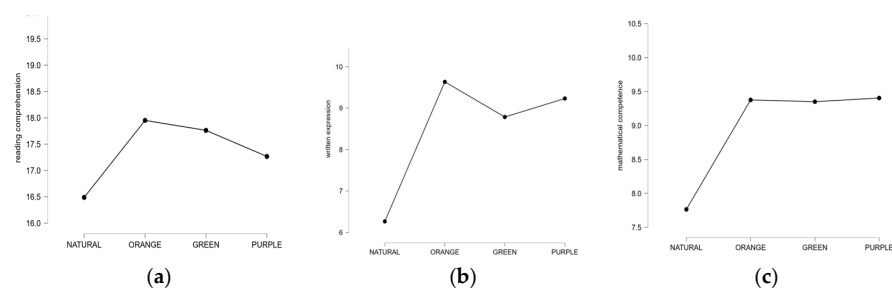 reading comprehension
19.5
19.0
18.5
18.0
17.5
17.0
16.5
16.0
NATURAL ORANGE GREEN PURPLE
(a)
written expression
10
9
8
7
6
NATURAL ORANGE GREEN PURPLE
(b)
mathematical competence
10.5
10.0
9.5
9.0
8.5
8.0
7.5
NATURAL ORANGE GREEN PURPLE
(c)